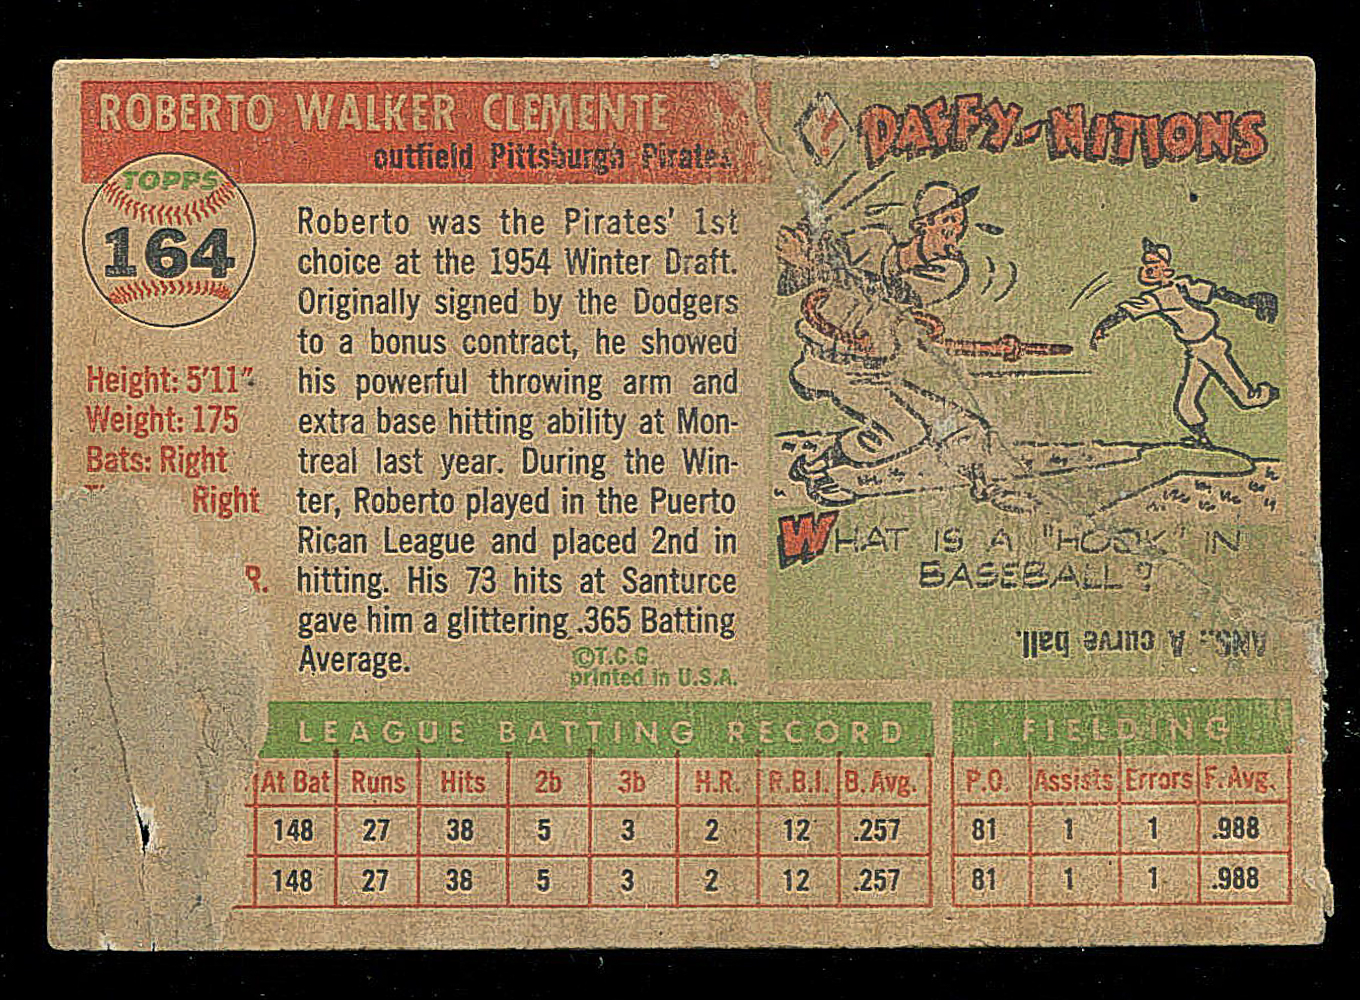 ROBERTO WALKER CLEMENTE
outfield Pittsburgh Pirates
TOPPS
164
Height: 5'11"
Weight: 175
Bats: Right
Right
R.
Roberto was the Pirates' 1st
choice at the 1954 Winter Draft.
Originally signed by the Dodgers
to a bonus contract, he showed
his powerful throwing arm and
extra base hitting ability at Mon-
treal last year. During the Win-
ter, Roberto played in the Puerto
Rican League and placed 2nd in
hitting. His 73 hits at Santurce
gave him a glittering .365 Batting
Average.
©T.C.G
printed in U.S.A.
DAFFY-NITIONS
WHAT IS A "HOOK" IN
BASEBALL?
ANS.: A curve ball.
LEAGUE BATTING RECORD FIELDING
At Bat Runs Hits 2b 3b H.R. R.B.I. B.Avg. P.O. Assists Errors F.Avg.
148 27 38 5 3 2 12 .257 81 1 1 .988
148 27 38 5 3 2 12 .257 81 1 1 .988